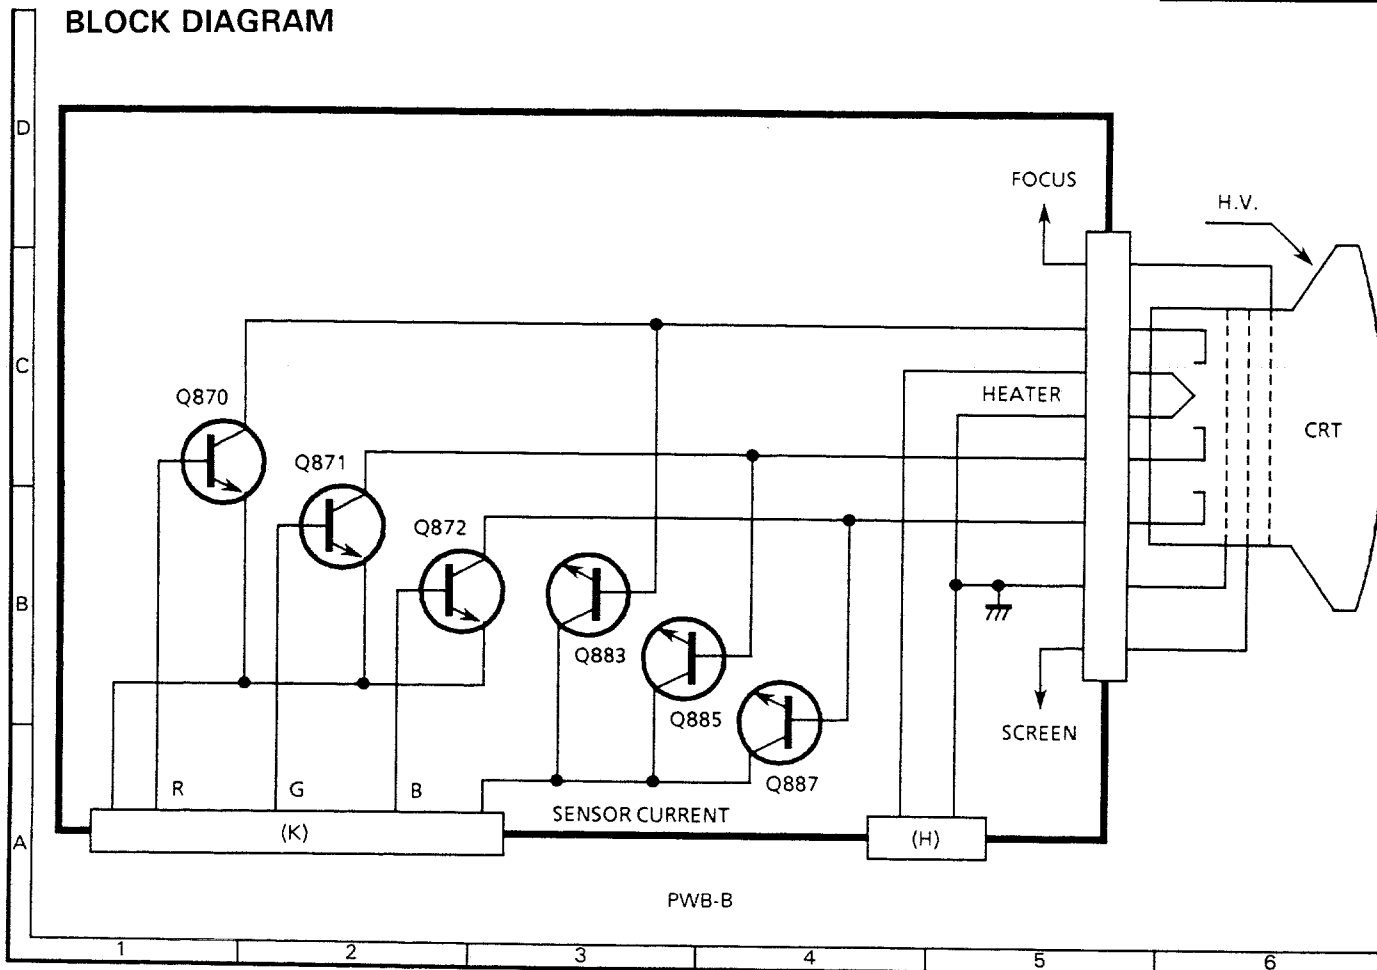 BLOCK DIAGRAM
D
FOCUS
H.V.
C
Q870
HEATER
CRT
Q871
Q872
B
Q883
Q885
SCREEN
Q887
R
G
B
SENSOR CURRENT
(K)
(H)
A
PWB-B
1
2
3
4
5
6